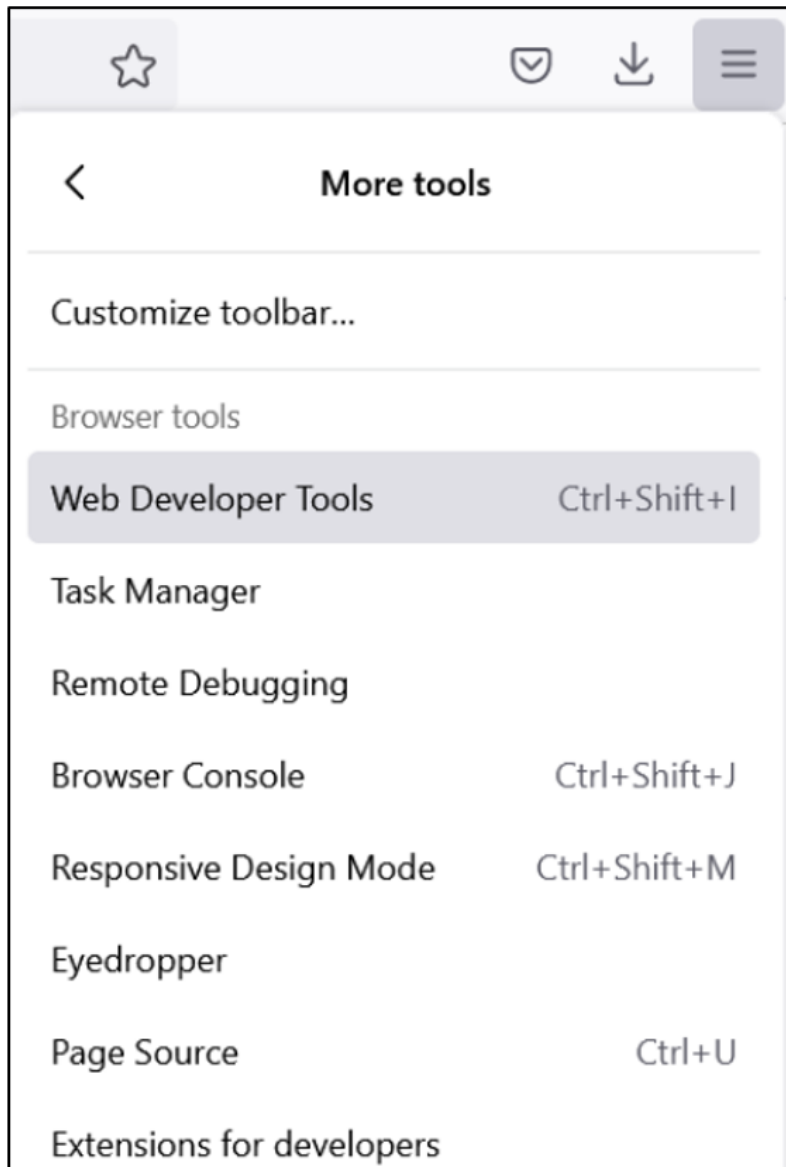 More tools
Customize toolbar...
Browser tools
Web Developer Tools Ctrl+Shift+I
Task Manager
Remote Debugging
Browser Console Ctrl+Shift+J
Responsive Design Mode Ctrl+Shift+M
Eyedropper
Page Source Ctrl+U
Extensions for developers